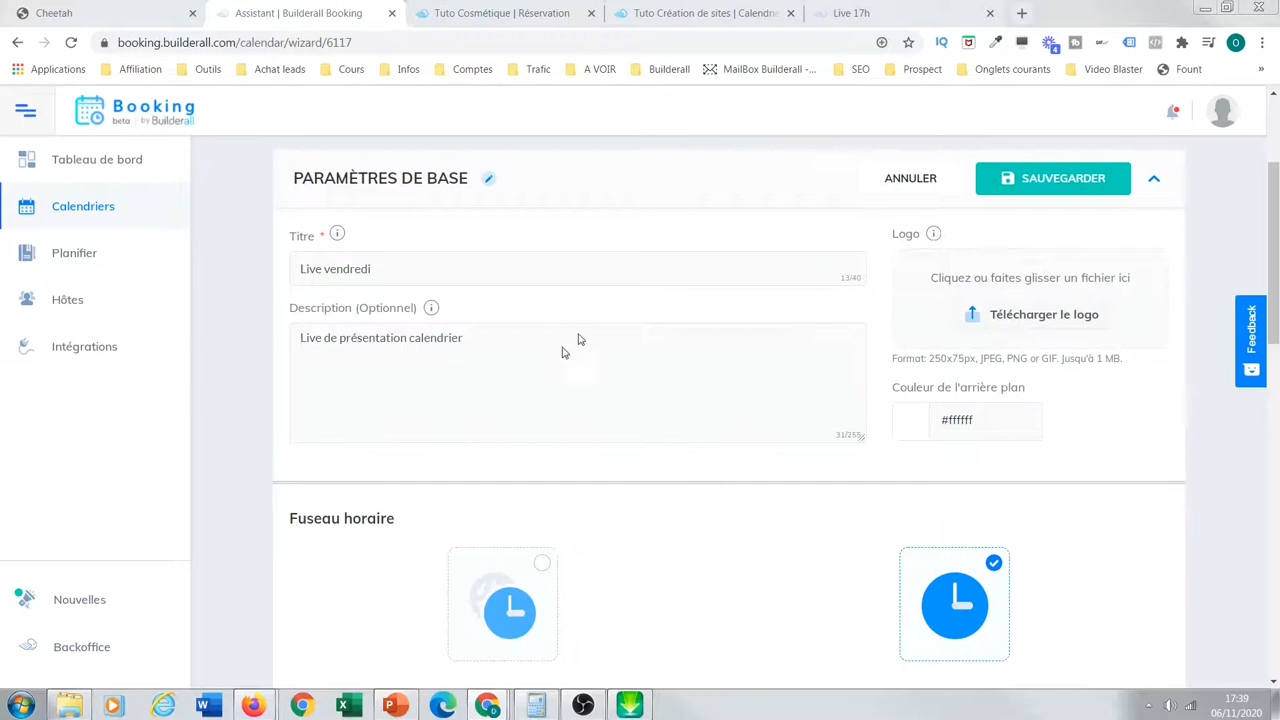 Cheetah
Assistant | Builderall Booking
Tuto Cosmétique | Réservation
Tuto Création de sites | Calendri
Live 17h
booking.builderall.com/calendar/wizard/6117
Applications
Affiliation
Outils
Achat leads
Cours
Infos
Comptes
Trafic
A VOIR
Builderall
MailBox Builderall -...
SEO
Prospect
Onglets courants
Video Blaster
Fount
»
4
O
Booking
beta by Builderall
Tableau de bord
Calendriers
Planifier
Hôtes
Intégrations
Nouvelles
Backoffice
PARAMÈTRES DE BASE
ANNULER
SAUVEGARDER
Titre *
Live vendredi
13/40
Description (Optionnel)
Live de présentation calendrier
31/255
Logo
Cliquez ou faites glisser un fichier ici
Télécharger le logo
Format: 250x75px, JPEG, PNG or GIF. Jusqu'à 1 MB.
Couleur de l'arrière plan
#ffffff
Feedback
Fuseau horaire
17:39
06/11/2020